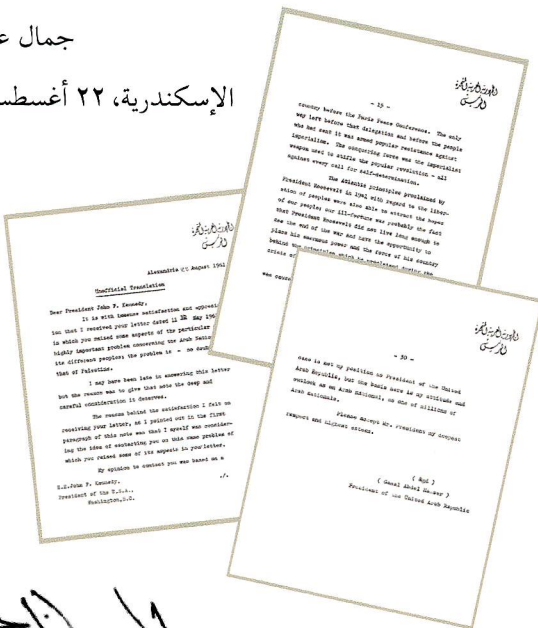 جمال
الإسكندرية، ٢٢ أغسطس
- 19 -
country before the Paris Peace Conference. The only
way left before that delegation and before the people
who had sent it was armed popular resistance against
imperialism. The conquering force was the imperialist
weapon used to stifle the popular revolution - all
against every call for self-determination.
The Atlantic principles proclaimed by
President Roosevelt in 1941 with regard to the liber-
ation of peoples were also able to attract the hopes
of our people; our ill-fortune was probably the fact
that President Roosevelt did not live long enough to
see the end of the war and have the opportunity to
place his enormous power and the force of his country
behind the principles which
crisis of
was
Alexandria August 1961
Unofficial Translation
Dear President John F. Kennedy,
It is with immense satisfaction and
ion that I received your letter dated 11 May
in which you raised some aspects of the particular
highly important problem concerning the Arab
its different peoples; the problem is - no
that of Palestine.
I may have been late in answering this letter
but the reason was to give that note the deep and
careful consideration it deserves.
The reason behind the satisfaction I felt on
receiving your letter, as I pointed out in the first
paragraph of this note was that I myself was consider-
ing the idea of contacting you on this same problem of
which you raised some of its aspects in your letter.
My opinion to contact you was based on a
./.
H.E.John F. Kennedy,
President of the U.S.A.,
Washington,D.C.
- 30 -
here is not my position as President of the United
Arab Republic, but the basis here is my attitude and
outlook as an Arab national, as one of millions of
Arab nationals.
Please accept Mr. President my deepest
respect and highest esteem.
( Sgd )
( Gamal Abdel Nasser )
President of the United Arab Republic